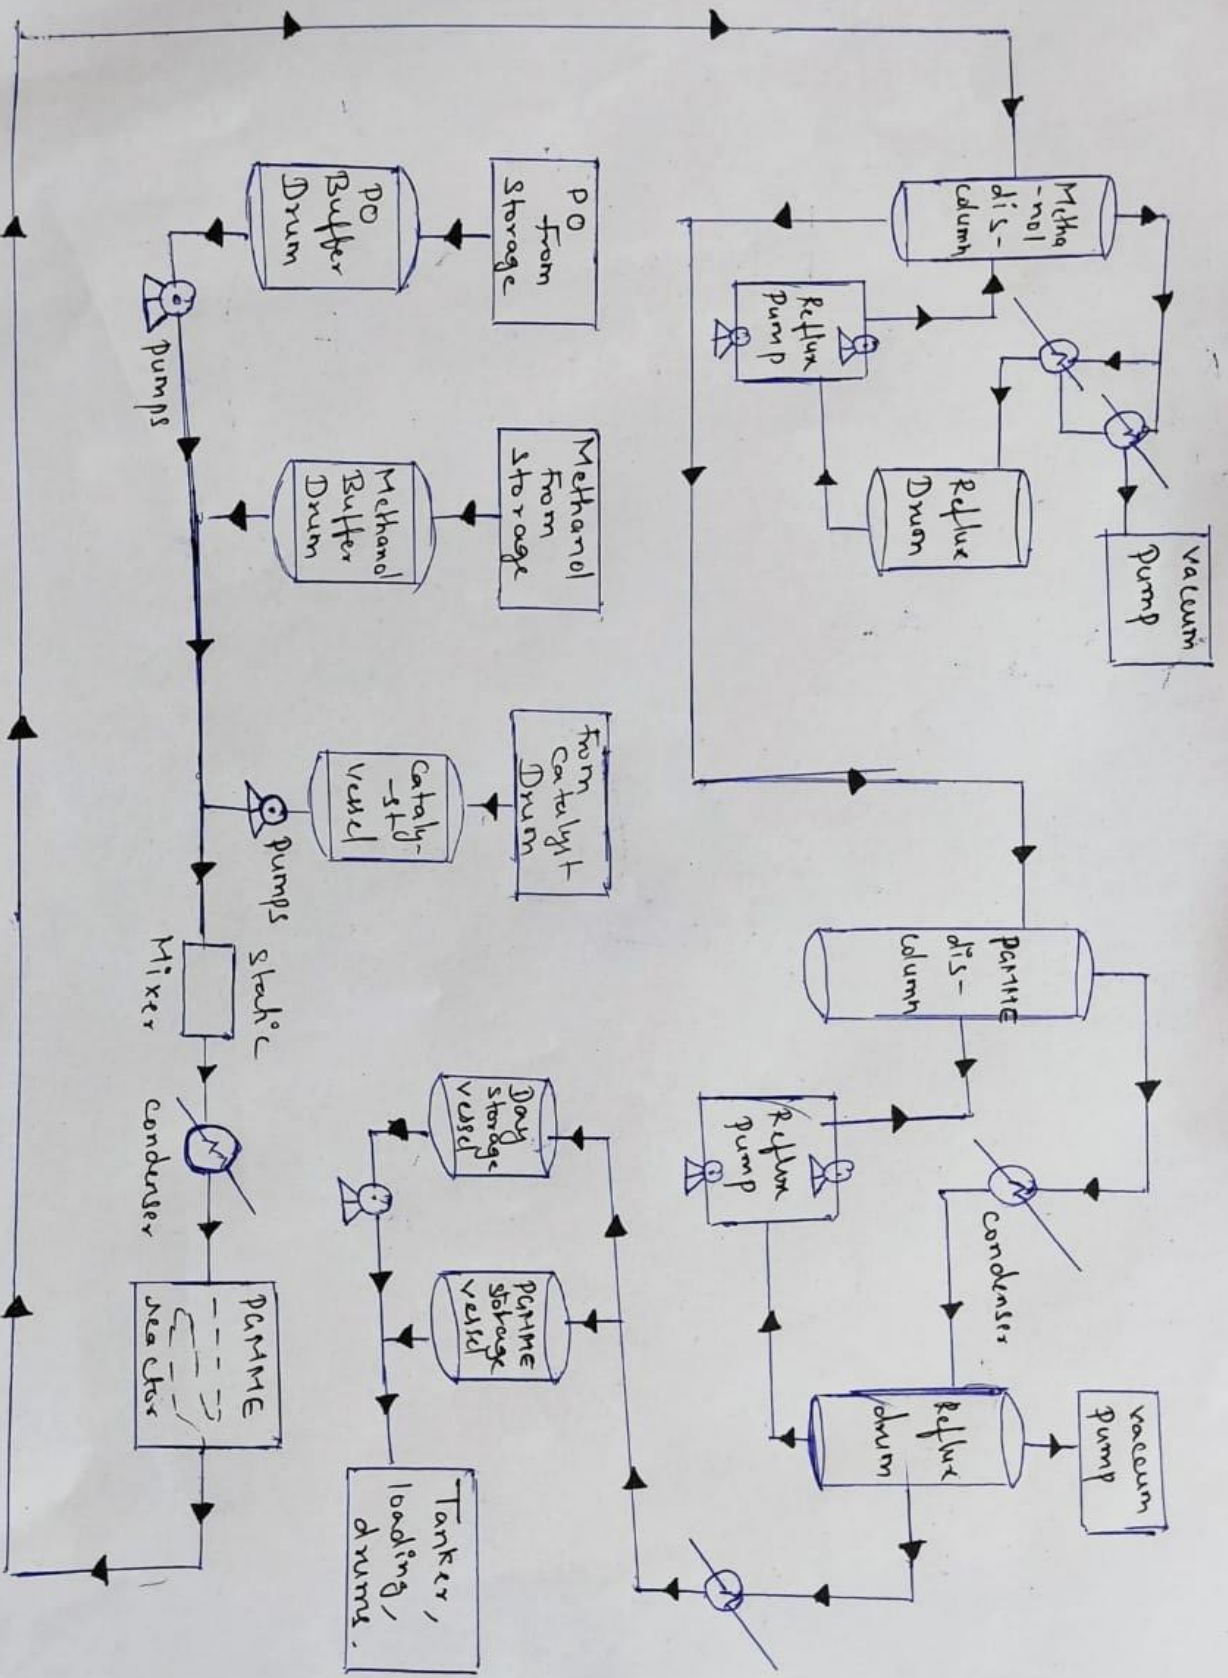 Metha
-nol
dis-
column
Reflux
Pump
Reflux
Drum
vaccum
Pump
PGMME
dis-
column
Reflux
Pump
condenser
Reflux
drum
vaccum
Pump
PO
from
storage
Methanol
from
storage
from
Catalyst
Drum
Day
storage
vessel
PGMME
storage
vessel
Tanker,
loading,
drums.
PO
Buffer
Drum
Methanol
Buffer
Drum
Cataly-
-st
vessel
Pumps
Pumps
Static
Mixer
condenser
PGMME
reactor